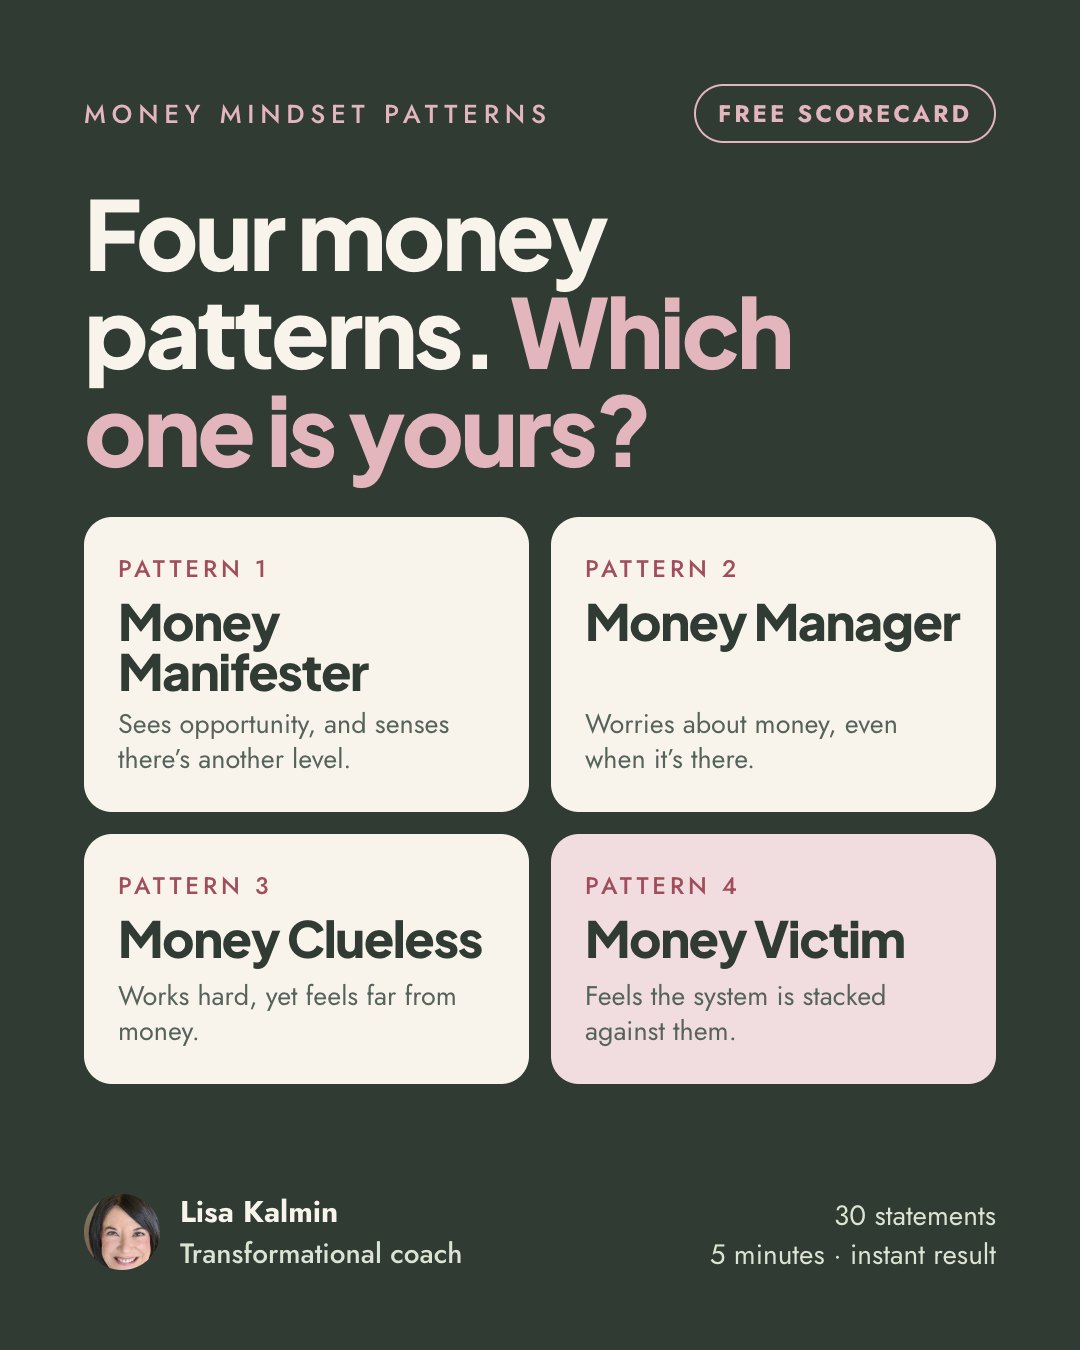 MONEY MINDSET PATTERNS
FREE SCORECARD
Four money
patterns. Which
one is yours?
PATTERN 1
Money
Manifester
Sees opportunity, and senses
there’s another level.
PATTERN 2
Money Manager
Worries about money, even
when it’s there.
PATTERN 3
Money Clueless
Works hard, yet feels far from
money.
PATTERN 4
Money Victim
Feels the system is stacked
against them.
Lisa Kalmin
Transformational coach
30 statements
5 minutes · instant result